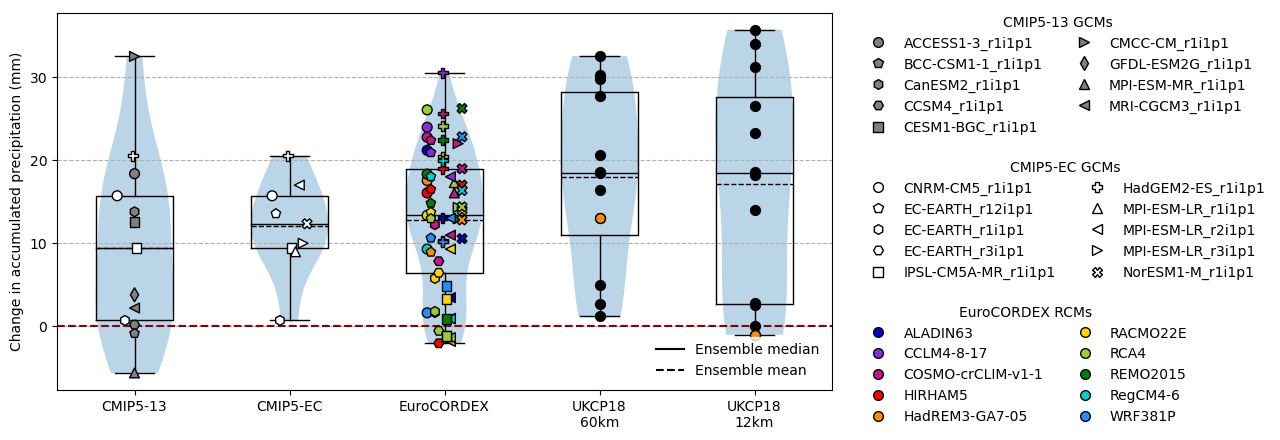 Change in accumulated precipitation (mm)
30
20
10
0
CMIP5-13
CMIP5-EC
EuroCORDEX
UKCP18
60km
UKCP18
12km
Ensemble median
Ensemble mean
CMIP5-13 GCMs
ACCESS1-3_r1i1p1
BCC-CSM1-1_r1i1p1
CanESM2_r1i1p1
CCSM4_r1i1p1
CESM1-BGC_r1i1p1
CMCC-CM_r1i1p1
GFDL-ESM2G_r1i1p1
MPI-ESM-MR_r1i1p1
MRI-CGCM3_r1i1p1
CMIP5-EC GCMs
CNRM-CM5_r1i1p1
EC-EARTH_r12i1p1
EC-EARTH_r1i1p1
EC-EARTH_r3i1p1
IPSL-CM5A-MR_r1i1p1
HadGEM2-ES_r1i1p1
MPI-ESM-LR_r1i1p1
MPI-ESM-LR_r2i1p1
MPI-ESM-LR_r3i1p1
NorESM1-M_r1i1p1
EuroCORDEX RCMs
ALADIN63
CCLM4-8-17
COSMO-crCLIM-v1-1
HIRHAM5
HadREM3-GA7-05
RACMO22E
RCA4
REMO2015
RegCM4-6
WRF381P